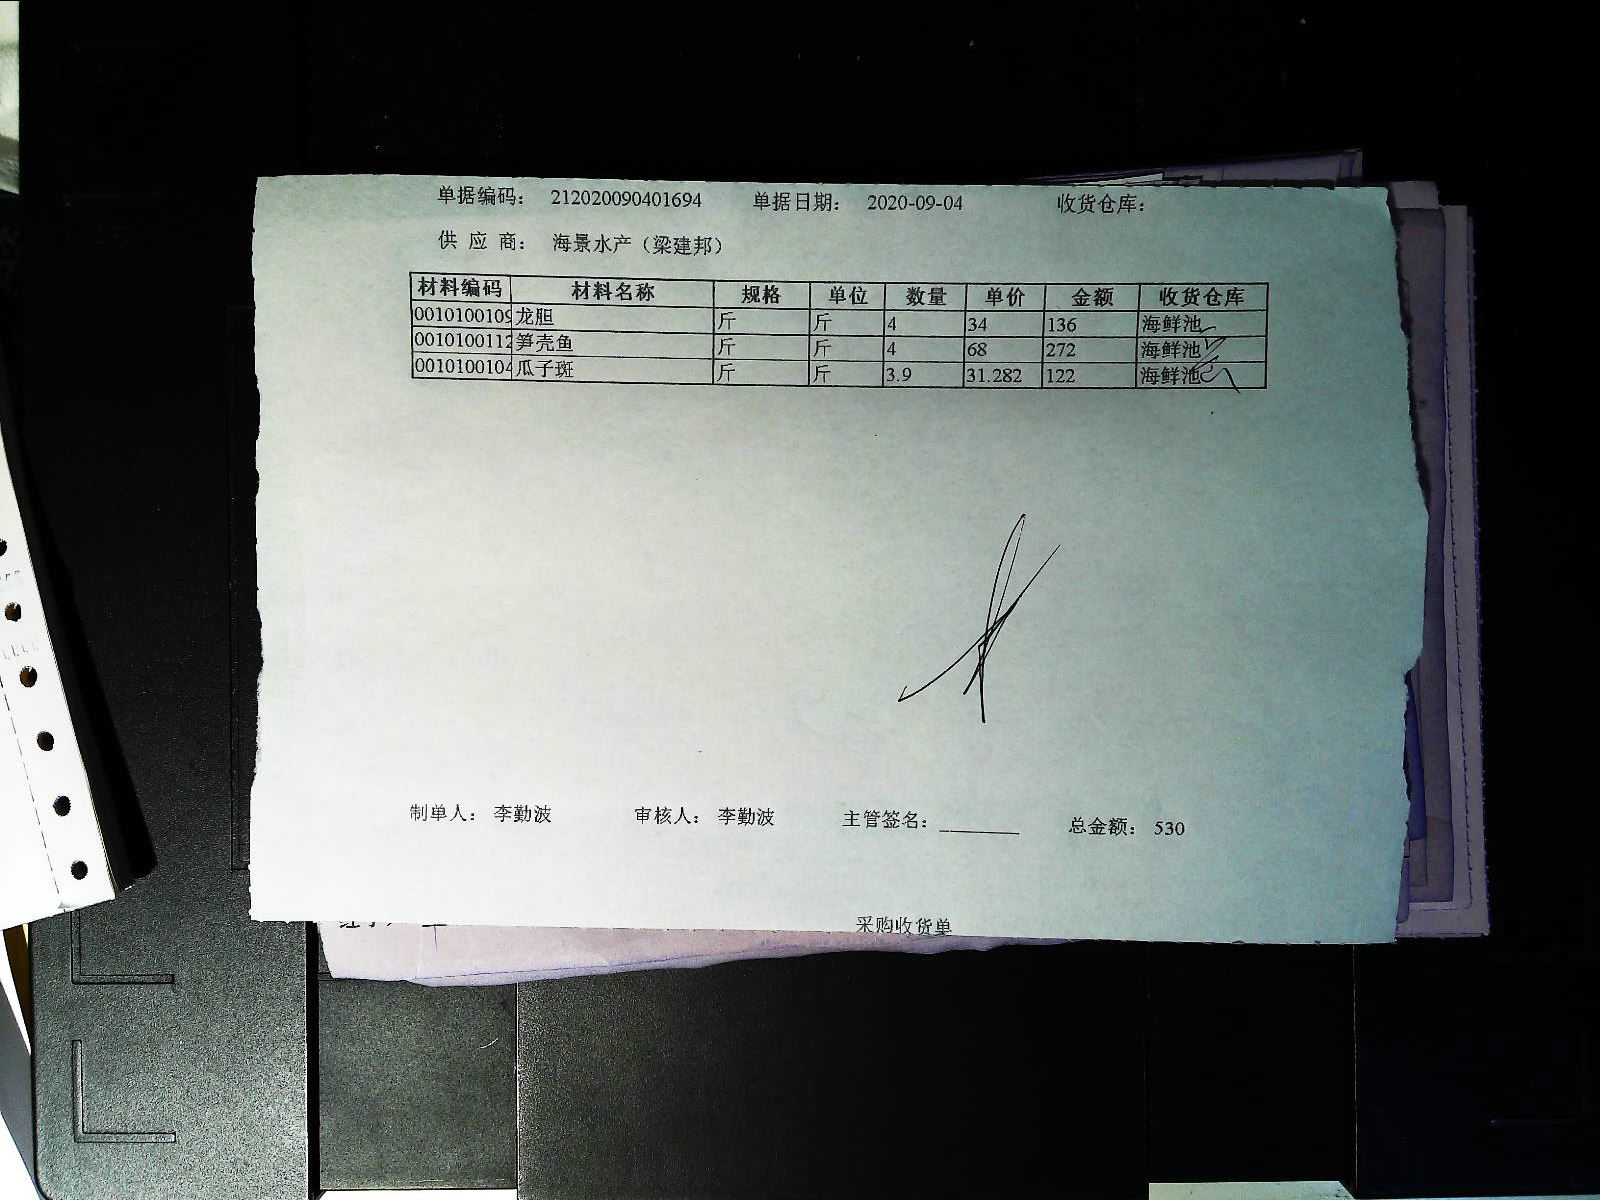 单据编码： 212020090401694 单据日期： 2020-09-04 收货仓库：
供 应 商： 海景水产（梁建邦）
材料编码 材料名称 规格 单位 数量 单价 金额 收货仓库
0010100109 龙胆 斤 斤 4 34 136 海鲜池
0010100112 笋壳鱼 斤 斤 4 68 272 海鲜池
0010100104 瓜子斑 斤 斤 3.9 31.282 122 海鲜池
制单人： 李勤波 审核人： 李勤波 主管签名：________ 总金额： 530
采购收货单